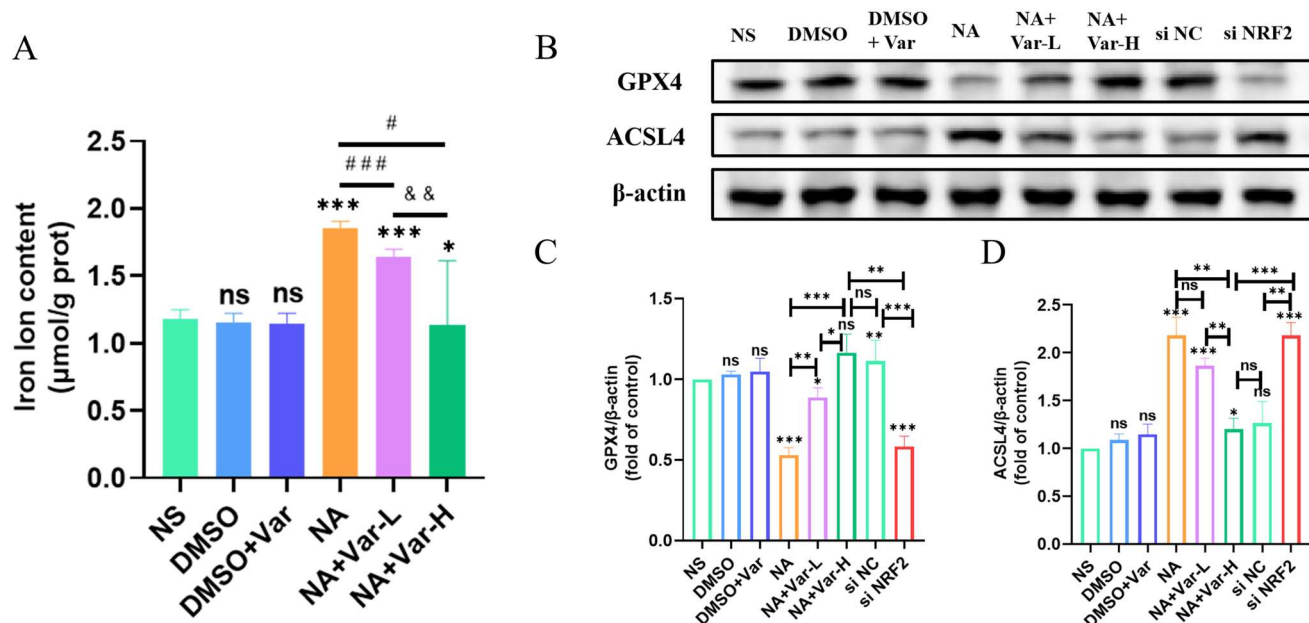 A
Iron Ion content
(μmol/g prot)
2.5
2.0
1.5
1.0
0.5
0.0
#
###
&&
***
***
*
ns
ns
NS
DMSO
DMSO+Var
NA
NA+Var-L
NA+Var-H
B
NS
DMSO
DMSO
+ Var
NA
NA+
Var-L
NA+
Var-H
si NC
si NRF2
GPX4
ACSL4
β-actin
C
GPX4/β-actin
(fold of control)
1.5
1.0
0.5
0.0
**
***
ns
***
*
ns
**
**
ns
ns
*
***
***
NS
DMSO
DMSO+Var
NA
NA+Var-L
NA+Var-H
si NC
si NRF2
D
ACSL4/β-actin
(fold of control)
2.5
2.0
1.5
1.0
0.5
0.0
**
***
ns
**
***
***
**
***
ns
ns
ns
*
ns
NS
DMSO
DMSO+Var
NA
NA+Var-L
NA+Var-H
si NC
si NRF2